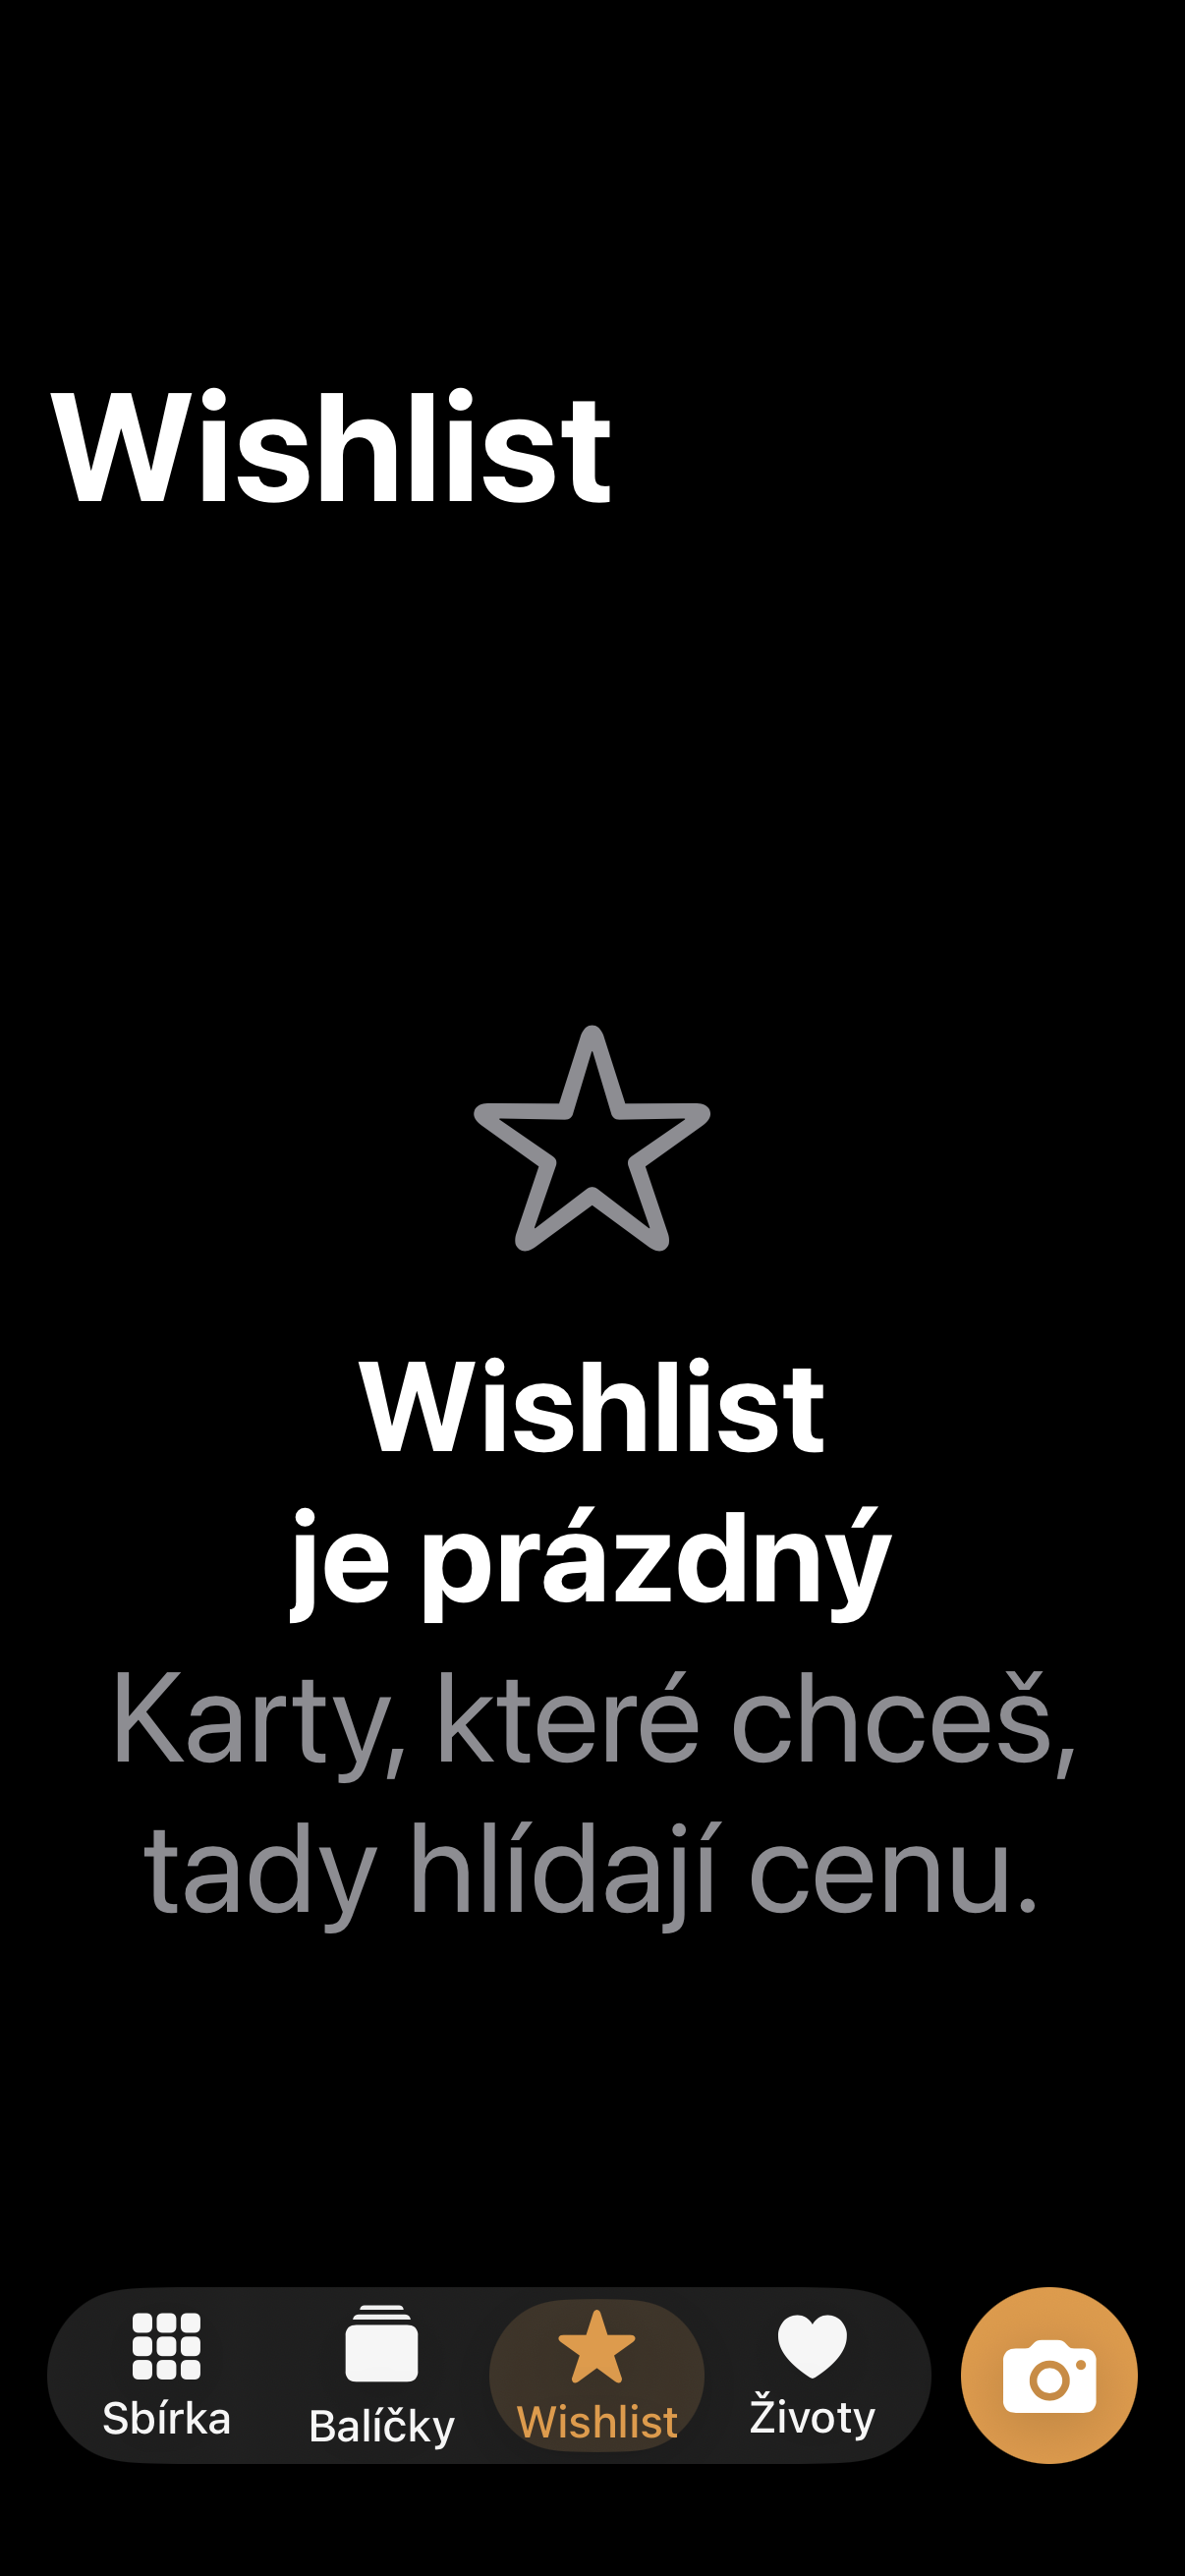 Wishlist
Wishlist
je prázdný
Karty, které chceš,
tady hlídají cenu.
Sbírka
Balíčky
Wishlist
Životy